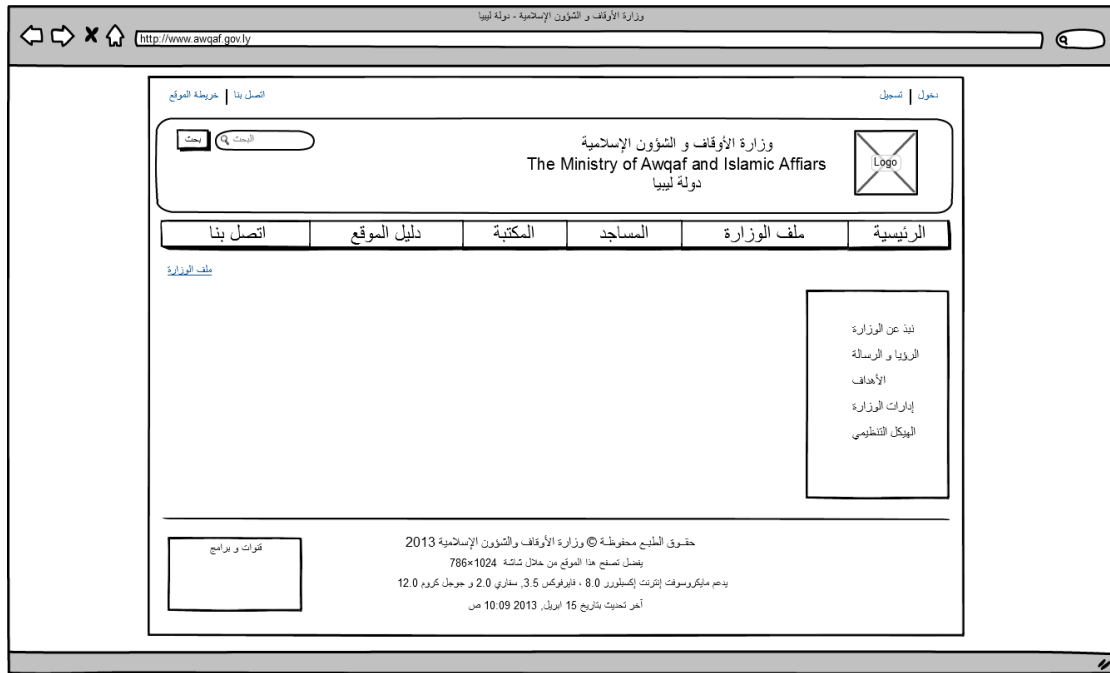 وزارة الأوقاف و الشؤون الإسلامية - دولة ليبيا
http://www.awqaf.gov.ly
دخول | تسجيل
اتصل بنا | خريطة الموقع
Logo
وزارة الأوقاف و الشؤون الإسلامية
The Ministry of Awqaf and Islamic Affiars
دولة ليبيا
البحث
بحث
الرئيسية
ملف الوزارة
المساجد
المكتبة
دليل الموقع
اتصل بنا
ملف الوزارة
نبذ عن الوزارة
الرؤيا و الرسالة
الأهداف
إدارات الوزارة
الهيكل التنظيمي
حقـوق الطبـع محفوظـة © وزارة الأوقاف والشؤون الإسلامية 2013
يفضل تصفح هذا الموقع من خلال شاشة 1024×786
يدعم مايكروسوفت إنترنت إكسبلورر 8.0 ، فايرفوكس 3.5, سفاري 2.0 و جوجل كروم 12.0
آخر تحديث بتاريخ 15 ابريل, 2013 10:09 ص
قنوات و برامج